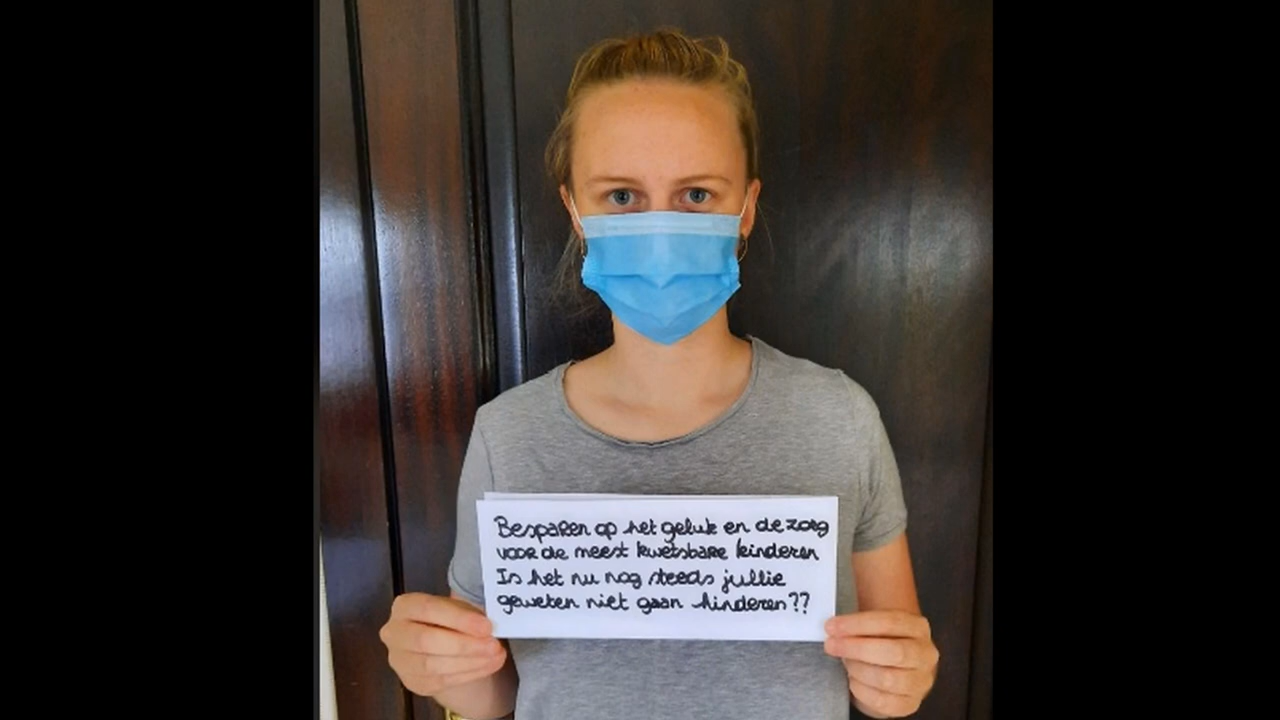 Besparen op het geluk en de zorg
voor de meest kwetsbare kinderen
Is het nu nog steeds jullie
geweten niet gaan hinderen??